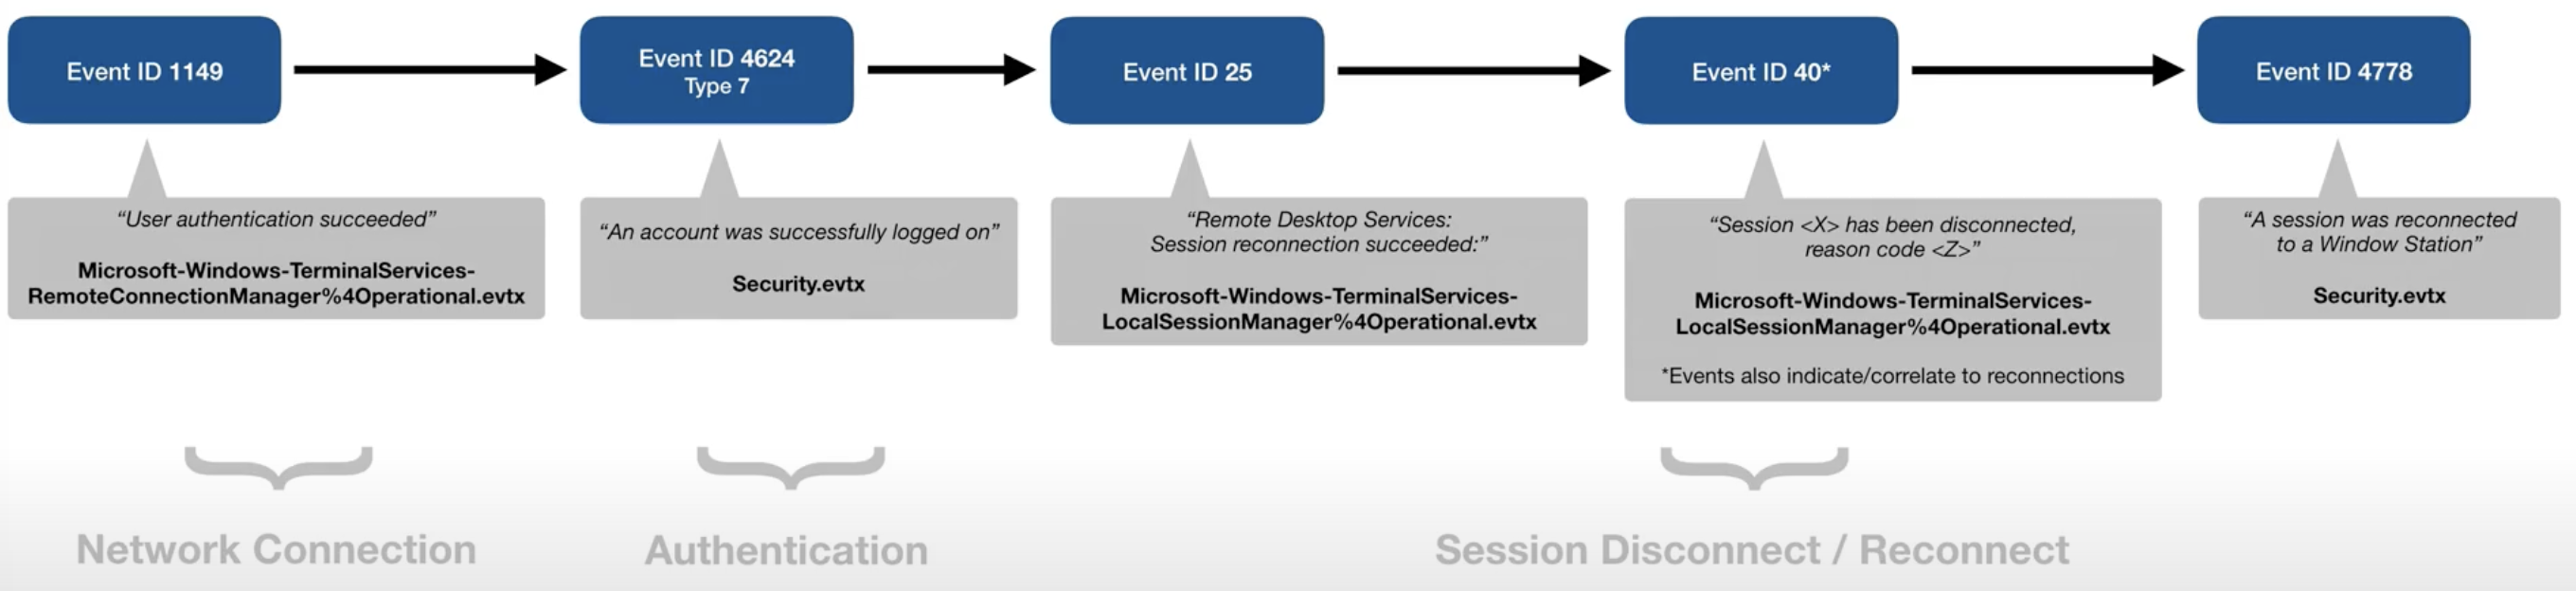 Event ID 1149
Event ID 4624
Type 7
Event ID 25
Event ID 40*
Event ID 4778
“User authentication succeeded”
Microsoft-Windows-TerminalServices-
RemoteConnectionManager%4Operational.evtx
“An account was successfully logged on”
Security.evtx
“Remote Desktop Services:
Session reconnection succeeded:”
Microsoft-Windows-TerminalServices-
LocalSessionManager%4Operational.evtx
“Session <X> has been disconnected,
reason code <Z>”
Microsoft-Windows-TerminalServices-
LocalSessionManager%4Operational.evtx
*Events also indicate/correlate to reconnections
“A session was reconnected
to a Window Station”
Security.evtx
Network Connection
Authentication
Session Disconnect / Reconnect